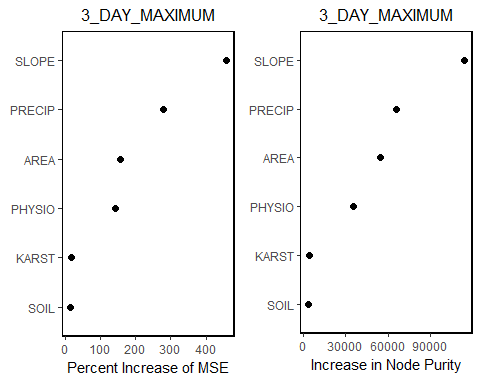 3_DAY_MAXIMUM
SLOPE
PRECIP
AREA
PHYSIO
KARST
SOIL
0 100 200 300 400
Percent Increase of MSE
3_DAY_MAXIMUM
SLOPE
PRECIP
AREA
PHYSIO
KARST
SOIL
0 30000 60000 90000
Increase in Node Purity